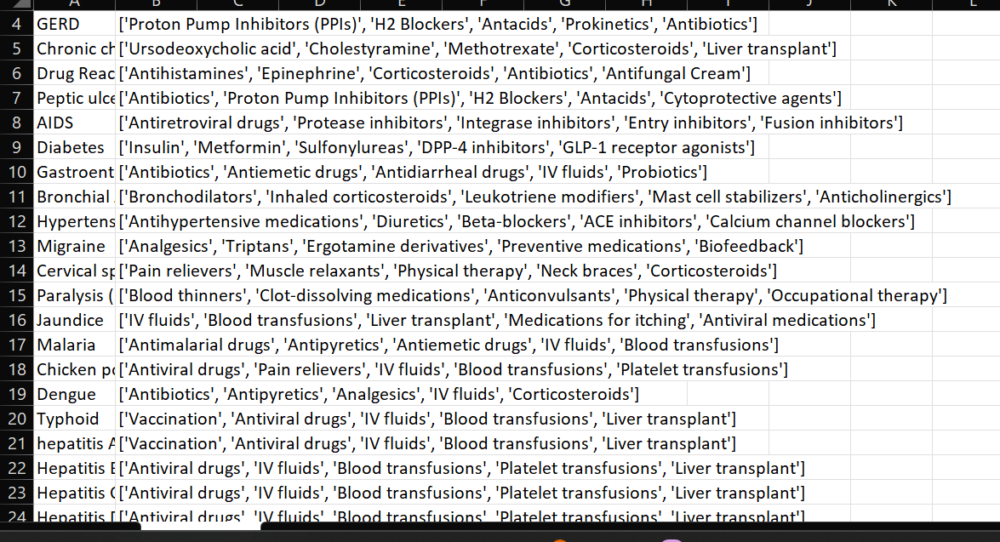 A B C D E F G H I J K L
4 GERD ['Proton Pump Inhibitors (PPIs)', 'H2 Blockers', 'Antacids', 'Prokinetics', 'Antibiotics']
5 Chronic ch ['Ursodeoxycholic acid', 'Cholestyramine', 'Methotrexate', 'Corticosteroids', 'Liver transplant']
6 Drug Reac ['Antihistamines', 'Epinephrine', 'Corticosteroids', 'Antibiotics', 'Antifungal Cream']
7 Peptic ulce ['Antibiotics', 'Proton Pump Inhibitors (PPIs)', 'H2 Blockers', 'Antacids', 'Cytoprotective agents']
8 AIDS ['Antiretroviral drugs', 'Protease inhibitors', 'Integrase inhibitors', 'Entry inhibitors', 'Fusion inhibitors']
9 Diabetes ['Insulin', 'Metformin', 'Sulfonylureas', 'DPP-4 inhibitors', 'GLP-1 receptor agonists']
10 Gastroent ['Antibiotics', 'Antiemetic drugs', 'Antidiarrheal drugs', 'IV fluids', 'Probiotics']
11 Bronchial ['Bronchodilators', 'Inhaled corticosteroids', 'Leukotriene modifiers', 'Mast cell stabilizers', 'Anticholinergics']
12 Hypertens ['Antihypertensive medications', 'Diuretics', 'Beta-blockers', 'ACE inhibitors', 'Calcium channel blockers']
13 Migraine ['Analgesics', 'Triptans', 'Ergotamine derivatives', 'Preventive medications', 'Biofeedback']
14 Cervical sp ['Pain relievers', 'Muscle relaxants', 'Physical therapy', 'Neck braces', 'Corticosteroids']
15 Paralysis ( ['Blood thinners', 'Clot-dissolving medications', 'Anticonvulsants', 'Physical therapy', 'Occupational therapy']
16 Jaundice ['IV fluids', 'Blood transfusions', 'Liver transplant', 'Medications for itching', 'Antiviral medications']
17 Malaria ['Antimalarial drugs', 'Antipyretics', 'Antiemetic drugs', 'IV fluids', 'Blood transfusions']
18 Chicken po ['Antiviral drugs', 'Pain relievers', 'IV fluids', 'Blood transfusions', 'Platelet transfusions']
19 Dengue ['Antibiotics', 'Antipyretics', 'Analgesics', 'IV fluids', 'Corticosteroids']
20 Typhoid ['Vaccination', 'Antiviral drugs', 'IV fluids', 'Blood transfusions', 'Liver transplant']
21 hepatitis A ['Vaccination', 'Antiviral drugs', 'IV fluids', 'Blood transfusions', 'Liver transplant']
22 Hepatitis B ['Antiviral drugs', 'IV fluids', 'Blood transfusions', 'Platelet transfusions', 'Liver transplant']
23 Hepatitis C ['Antiviral drugs', 'IV fluids', 'Blood transfusions', 'Platelet transfusions', 'Liver transplant']
24 Hepatitis D ['Antiviral drugs', 'IV fluids', 'Blood transfusions', 'Platelet transfusions', 'Liver transplant']